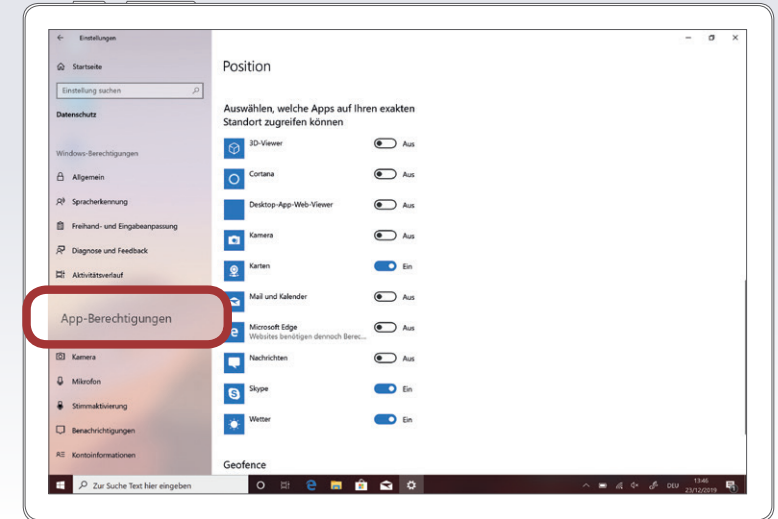 Einstellungen
Startseite
Einstellung suchen
Datenschutz
Windows-Berechtigungen
Allgemein
Spracherkennung
Freihand- und Eingabeanpassung
Diagnose und Feedback
Aktivitätsverlauf
App-Berechtigungen
Kamera
Mikrofon
Stimmaktivierung
Benachrichtigungen
Kontoinformationen
Position
Auswählen, welche Apps auf Ihren exakten
Standort zugreifen können
3D-Viewer Aus
Cortana Aus
Desktop-App-Web-Viewer Aus
Kamera Aus
Karten Ein
Mail und Kalender Aus
Microsoft Edge Aus
Websites benötigen dennoch Berec...
Nachrichten Aus
Skype Ein
Wetter Ein
Geofence
Zur Suche Text hier eingeben
DEU
13:46
23/12/2019